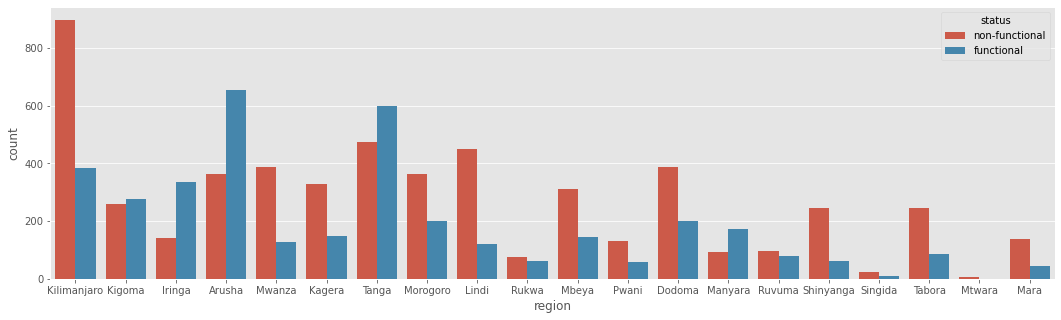 status
non-functional
functional
800
600
400
200
0
count
Kilimanjaro Kigoma Iringa Arusha Mwanza Kagera Tanga Morogoro Lindi Rukwa Mbeya Pwani Dodoma Manyara Ruvuma Shinyanga Singida Tabora Mtwara Mara
region